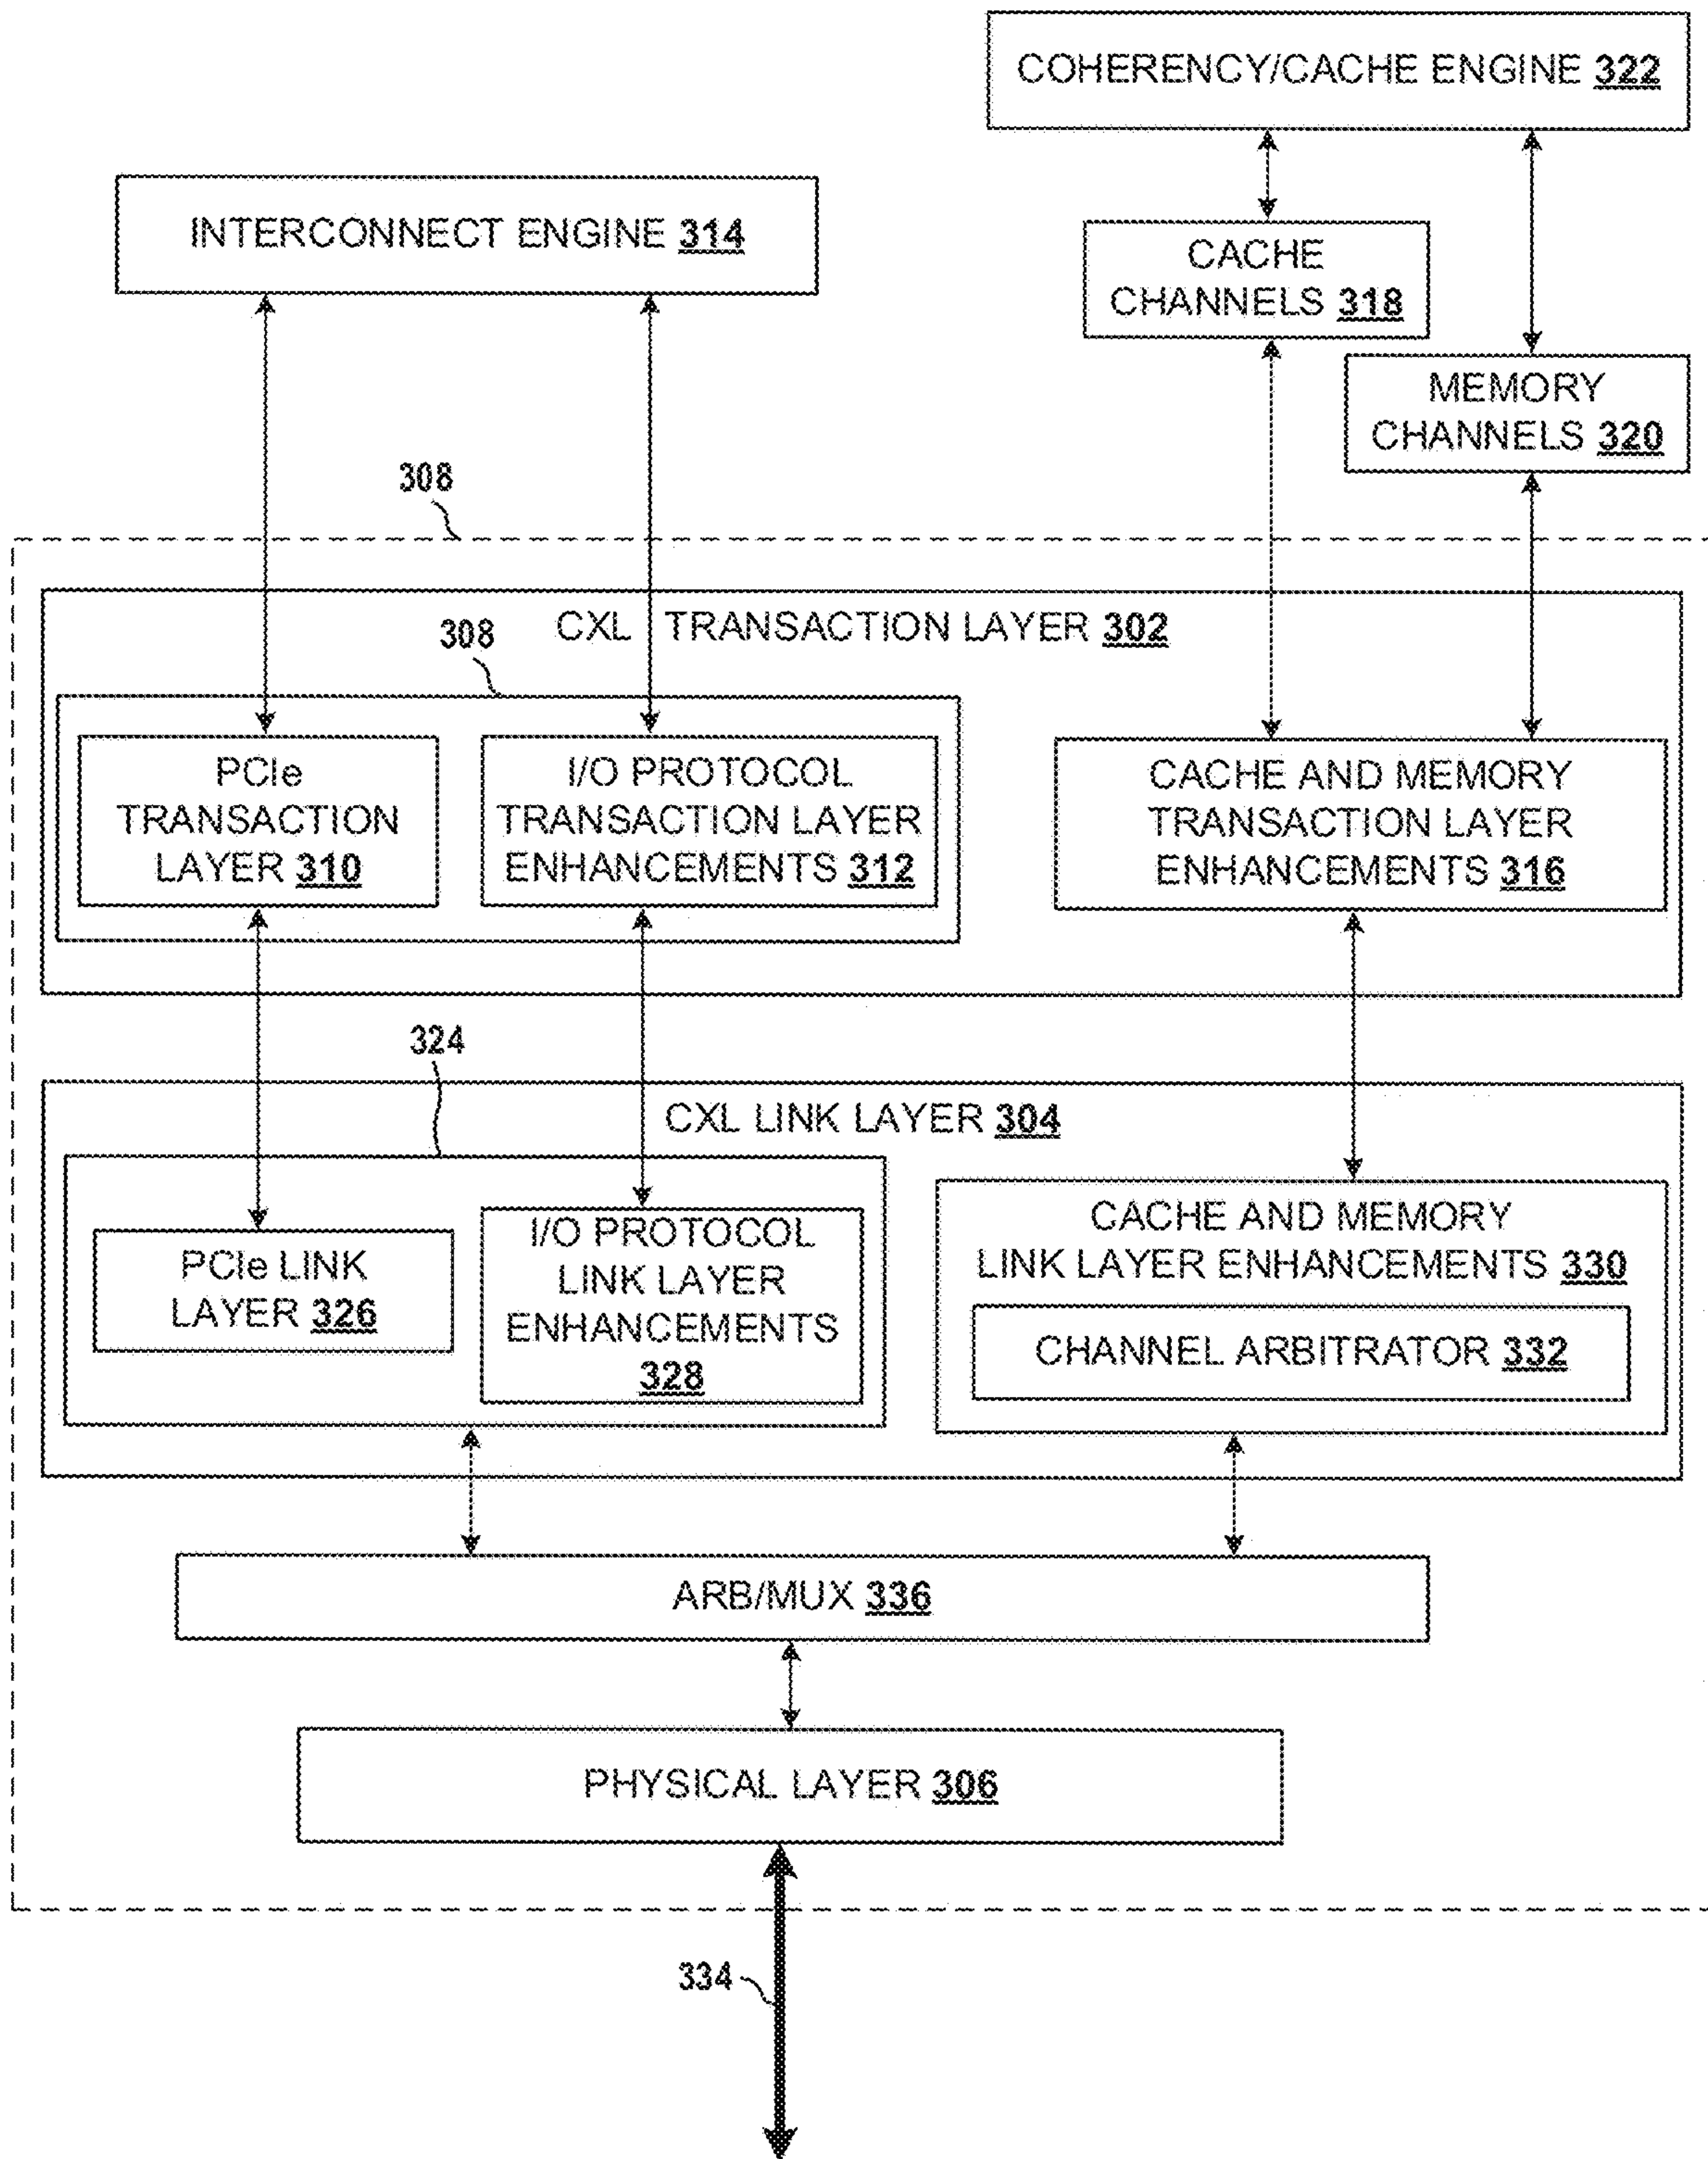 COHERENCY/CACHE ENGINE 322
INTERCONNECT ENGINE 314
CACHE
CHANNELS 318
MEMORY
CHANNELS 320
308
CXL TRANSACTION LAYER 302
308
PCIe
TRANSACTION
LAYER 310
I/O PROTOCOL
TRANSACTION LAYER
ENHANCEMENTS 312
CACHE AND MEMORY
TRANSACTION LAYER
ENHANCEMENTS 316
324
CXL LINK LAYER 304
PCIe LINK
LAYER 326
I/O PROTOCOL
LINK LAYER
ENHANCEMENTS
328
CACHE AND MEMORY
LINK LAYER ENHANCEMENTS 330
CHANNEL ARBITRATOR 332
ARB/MUX 336
PHYSICAL LAYER 306
334